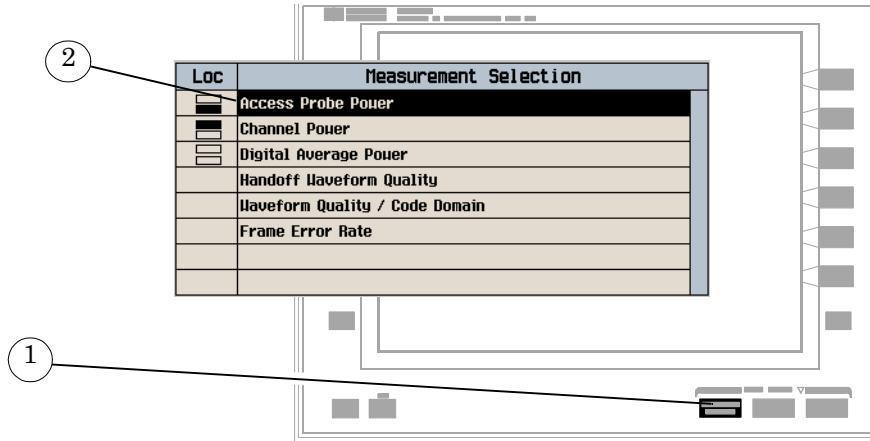 2
Loc Measurement Selection
Access Probe Power
Channel Power
Digital Average Power
Handoff Waveform Quality
Waveform Quality / Code Domain
Frame Error Rate
1